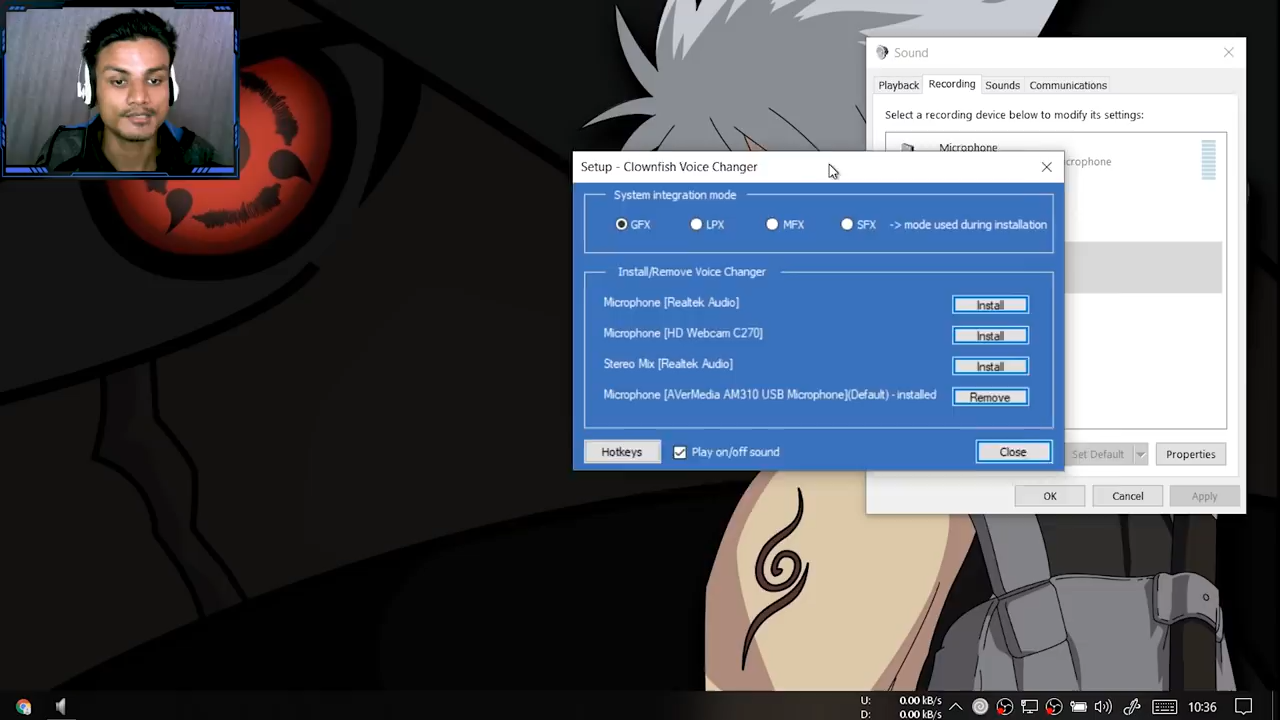 Sound
Playback Recording Sounds Communications
Select a recording device below to modify its settings:
Microphone
Setup - Clownfish Voice Changer
System integration mode
GFX LPX MFX SFX -> mode used during installation
Install/Remove Voice Changer
Microphone [Realtek Audio] Install
Microphone [HD Webcam C270] Install
Stereo Mix [Realtek Audio] Install
Microphone [AVerMedia AM310 USB Microphone](Default) - installed Remove
Hotkeys Play on/off sound Close
Set Default Properties
OK Cancel Apply
U: 0.00 kB/s
D: 0.00 kB/s
10:36